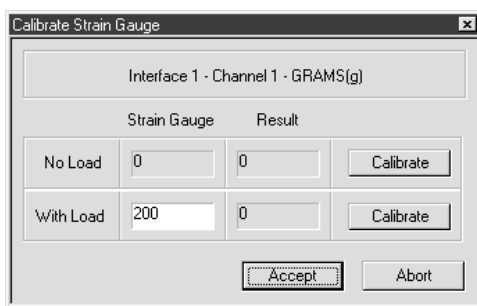 Calibrate Strain Gauge
Interface 1 - Channel 1 - GRAMS(g)
Strain Gauge Result
No Load 0 0 Calibrate
With Load 200 0 Calibrate
Accept Abort